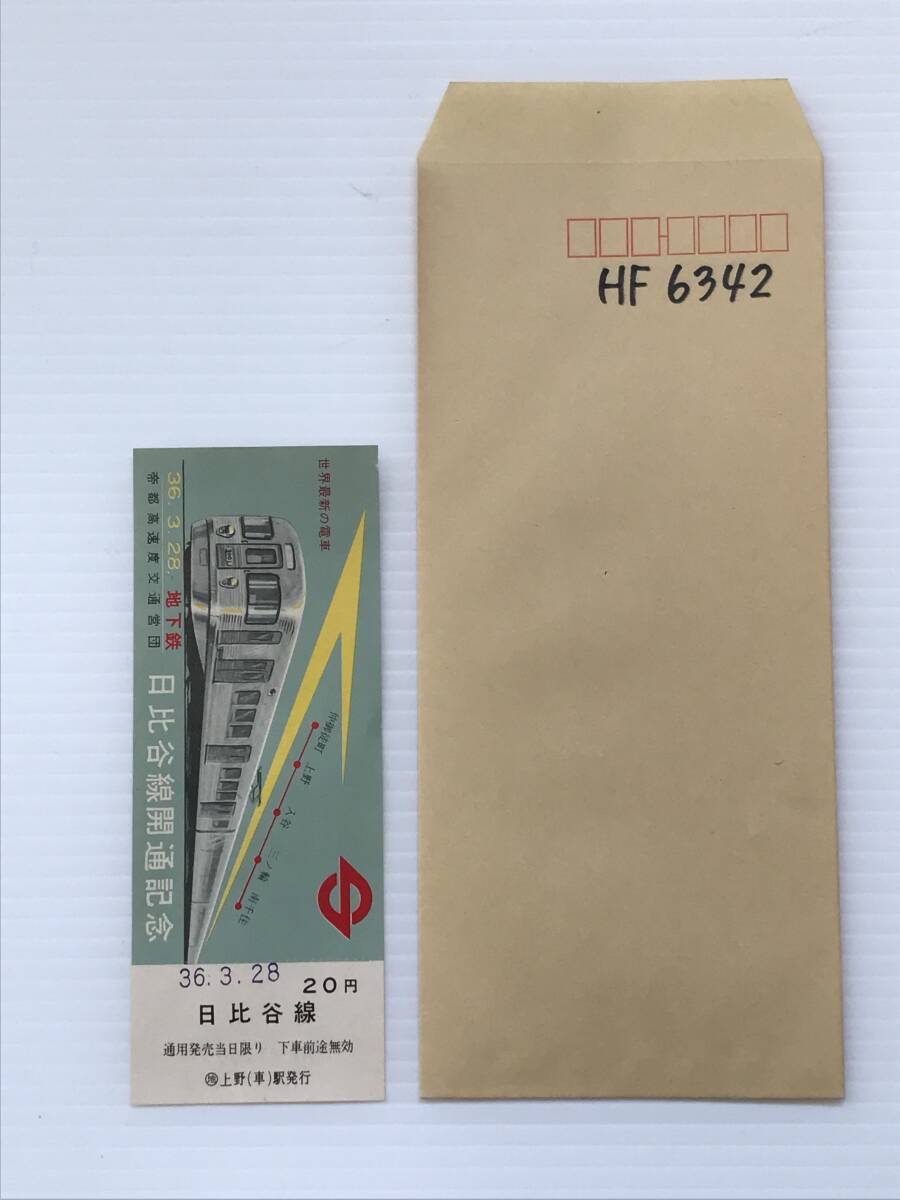 HF 6342
世界最新の電車
36.3.28. 地下鉄
帝都高速度交通営団
日比谷線開通記念
仲御徒町 上野 入谷 三ノ輪 南千住
36.3.28 20円
日比谷線
通用発売当日限り 下車前途無効
㊞上野(車)駅発行